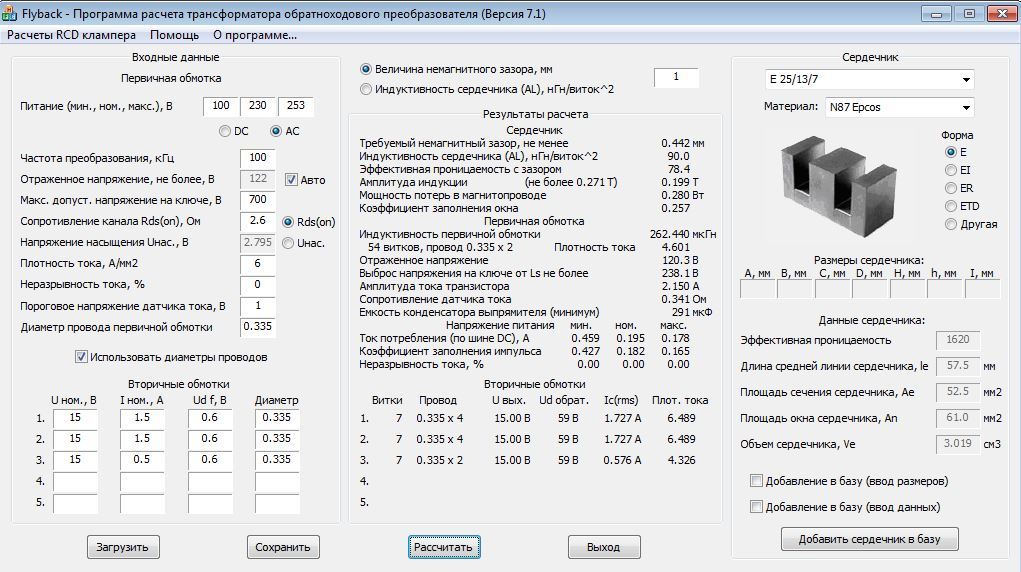 Flyback - Программа расчета трансформатора обратноходового преобразователя (Версия 7.1)
Расчеты RCD клампера Помощь О программе...
Входные данные
Первичная обмотка
Питание (мин., ном., макс.), В 100 230 253
DC AC
Частота преобразования, кГц 100
Отраженное напряжение, не более, В 122 Авто
Макс. допуст. напряжение на ключе, В 700
Сопротивление канала Rds(on), Ом 2.6 Rds(on)
Напряжение насыщения Uнас., В 2.795 Uнас.
Плотность тока, А/мм2 6
Неразрывность тока, % 0
Пороговое напряжение датчика тока, В 1
Диаметр провода первичной обмотки 0.335
Использовать диаметры проводов
Вторичные обмотки
U ном., В I ном., А Ud f, В Диаметр
1. 15 1.5 0.6 0.335
2. 15 1.5 0.6 0.335
3. 15 0.5 0.6 0.335
4.
5.
Загрузить Сохранить Рассчитать Выход
Величина немагнитного зазора, мм 1
Индуктивность сердечника (AL), нГн/виток^2
Результаты расчета
Сердечник
Требуемый немагнитный зазор, не менее 0.442 мм
Индуктивность сердечника (AL), нГн/виток^2 90.0
Эффективная проницаемость с зазором 78.4
Амплитуда индукции (не более 0.271 Т) 0.199 Т
Мощность потерь в магнитопроводе 0.280 Вт
Коэффициент заполнения окна 0.257
Первичная обмотка
Индуктивность первичной обмотки 262.440 мкГн
54 витков, провод 0.335 x 2 Плотность тока 4.601
Отраженное напряжение 120.3 В
Выброс напряжения на ключе от Ls не более 238.1 В
Амплитуда тока транзистора 2.150 А
Сопротивление датчика тока 0.341 Ом
Емкость конденсатора выпрямителя (минимум) 291 мкФ
Напряжение питания мин. ном. макс.
Ток потребления (по шине DC), А 0.459 0.195 0.178
Коэффициент заполнения импульса 0.427 0.182 0.165
Неразрывность тока, % 0.00 0.00 0.00
Вторичные обмотки
Витки Провод U вых. Ud обрат. Ic(rms) Плот. тока
1. 7 0.335 x 4 15.00 В 59 В 1.727 А 6.489
2. 7 0.335 x 4 15.00 В 59 В 1.727 А 6.489
3. 7 0.335 x 2 15.00 В 59 В 0.576 А 4.326
4.
5.
Сердечник
E 25/13/7
Материал: N87 Epcos
Форма
E
EI
ER
ETD
Другая
Размеры сердечника:
A, мм B, мм C, мм D, мм H, мм h, мм I, мм
Данные сердечника:
Эффективная проницаемость 1620
Длина средней линии сердечника, le 57.5 мм
Площадь сечения сердечника, Ae 52.5 мм2
Площадь окна сердечника, An 61.0 мм2
Объем сердечника, Ve 3.019 см3
Добавление в базу (ввод размеров)
Добавление в базу (ввод данных)
Добавить сердечник в базу